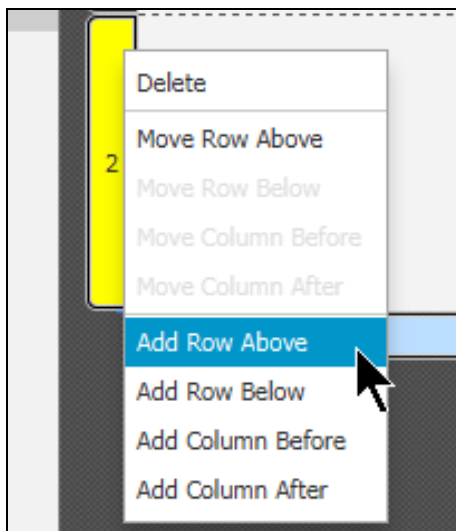 Delete
Move Row Above
2
Move Row Below
Move Column Before
Move Column After
Add Row Above
Add Row Below
Add Column Before
Add Column After